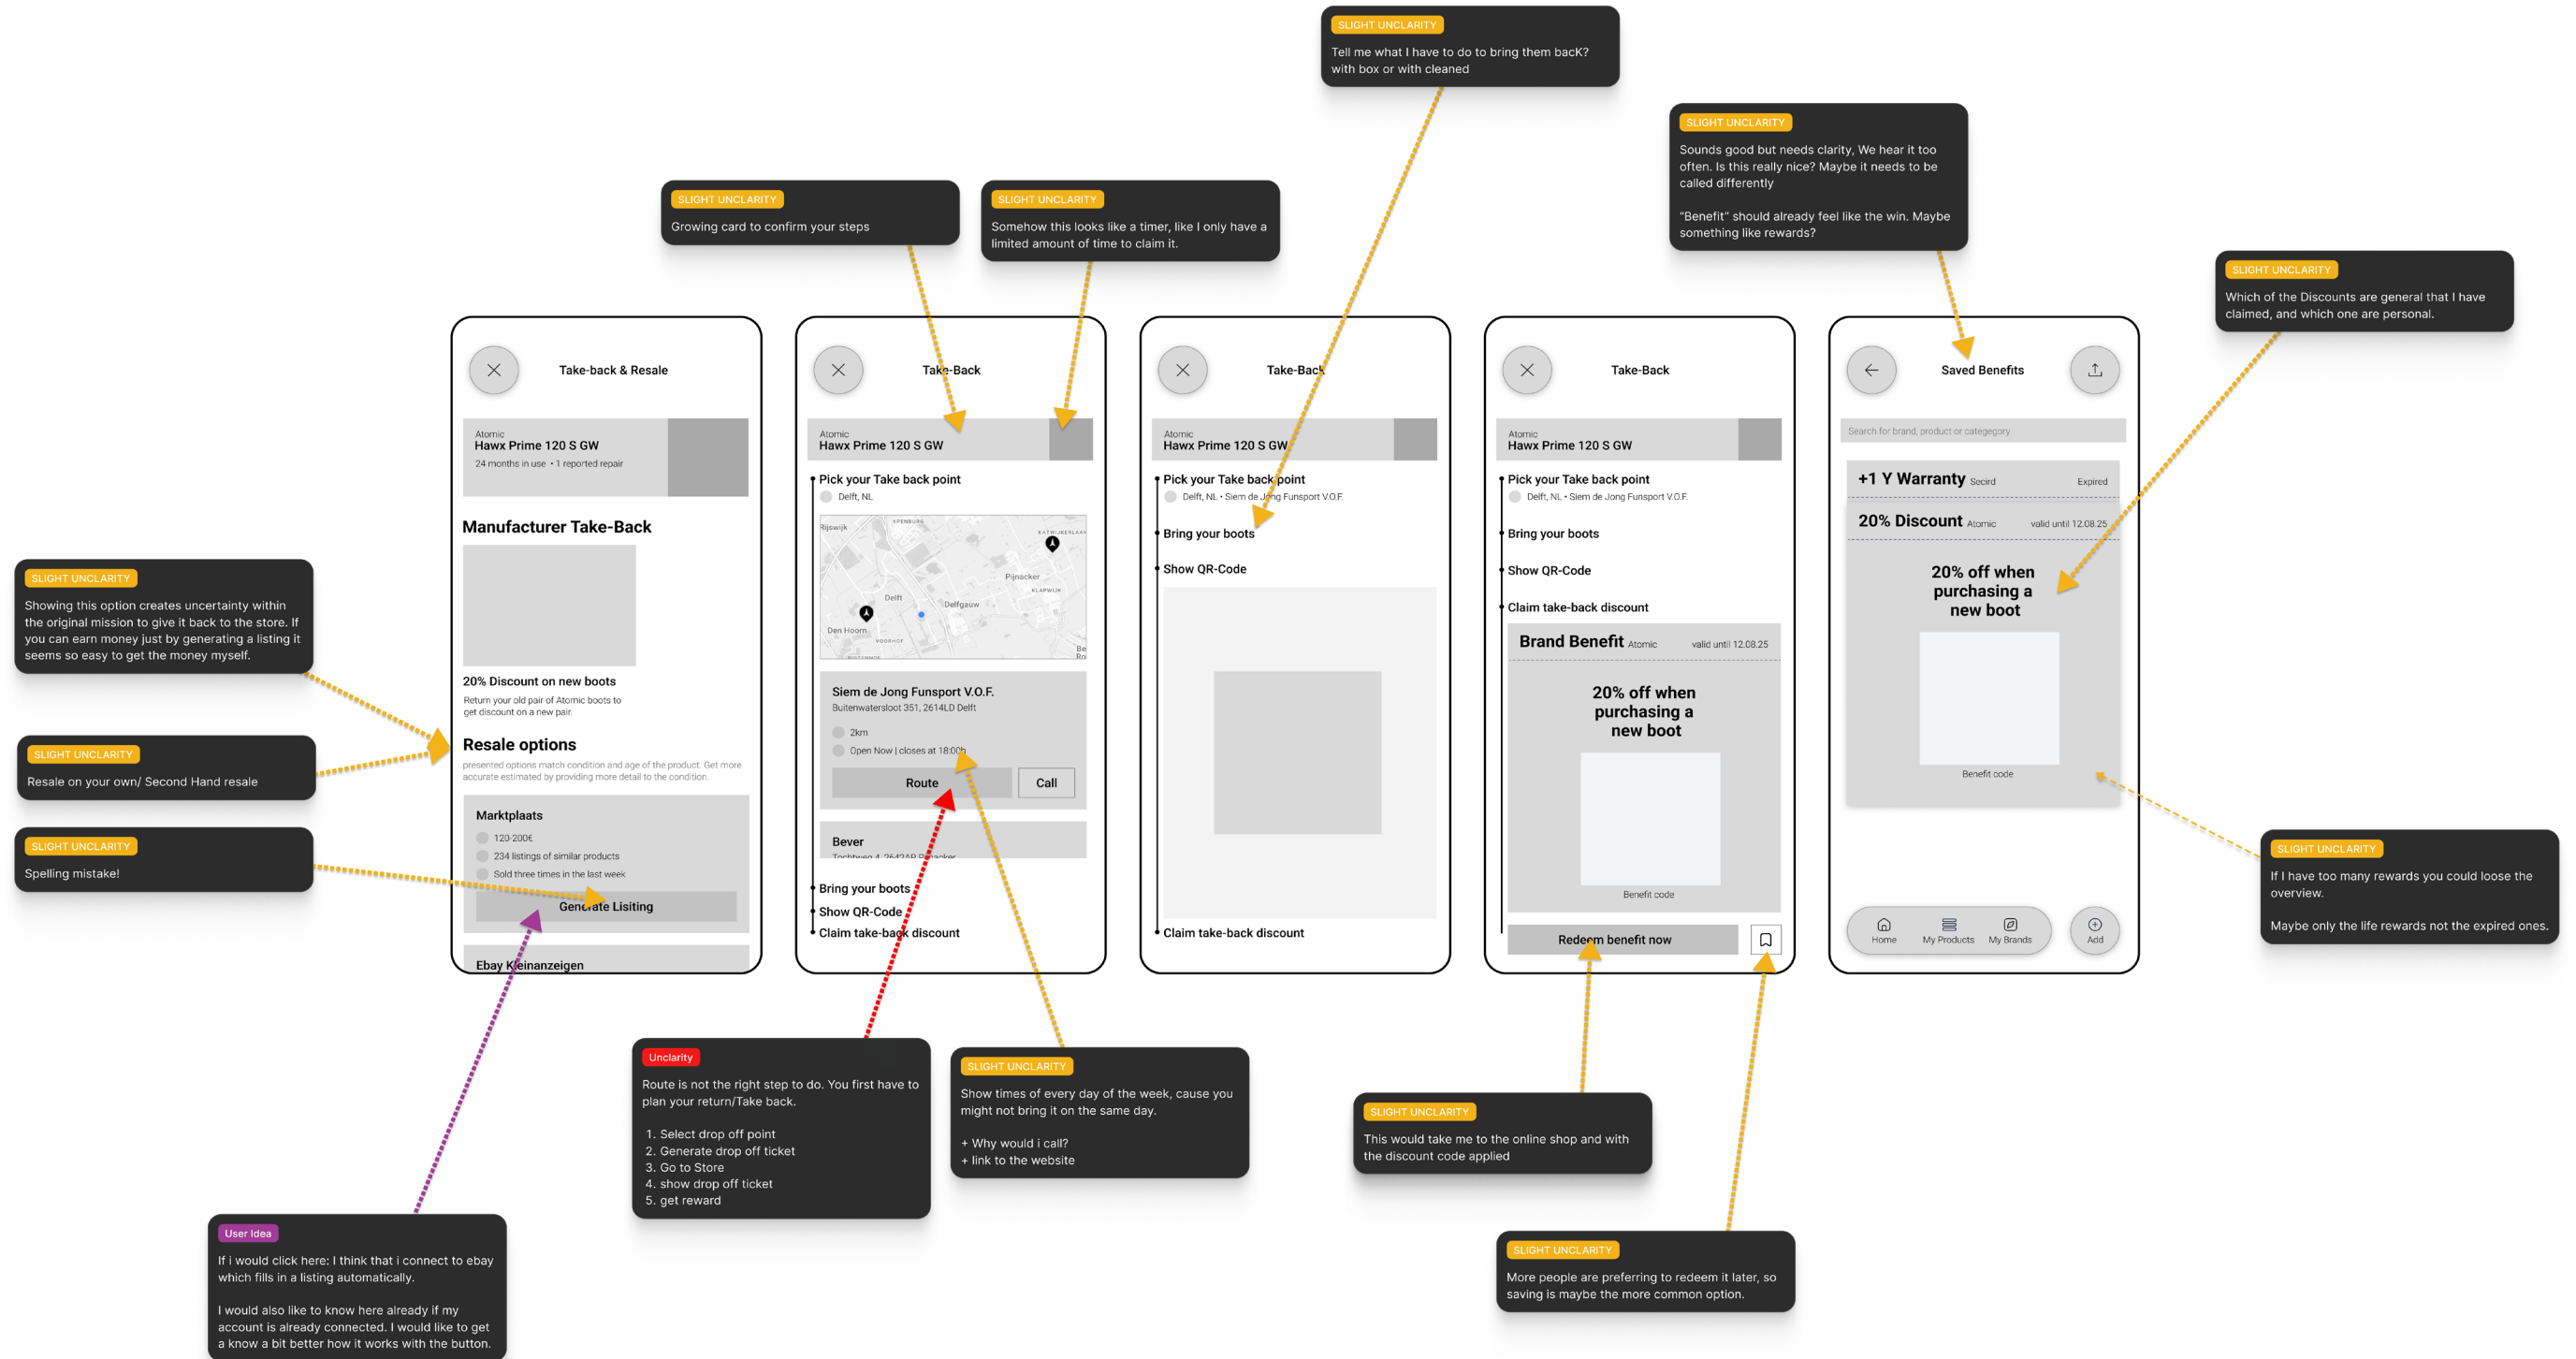 SLIGHT UNCLARITY
Tell me what I have to do to bring them bacK?
with box or with cleaned
SLIGHT UNCLARITY
Sounds good but needs clarity, We hear it too
often. Is this really nice? Maybe it needs to be
called differently
"Benefit" should already feel like the win. Maybe
something like rewards?
SLIGHT UNCLARITY
Growing card to confirm your steps
SLIGHT UNCLARITY
Somehow this looks like a timer, like I only have a
limited amount of time to claim it.
SLIGHT UNCLARITY
Which of the Discounts are general that I have
claimed, and which one are personal.
SLIGHT UNCLARITY
Showing this option creates uncertainty within
the original mission to give it back to the store. If
you can earn money just by generating a listing it
seems so easy to get the money myself.
SLIGHT UNCLARITY
Resale on your own/ Second Hand resale
SLIGHT UNCLARITY
Spelling mistake!
Take-back & Resale
Atomic
Hawx Prime 120 S GW
24 months in use • 1 reported repair
Manufacturer Take-Back
20% Discount on new boots
Return your old pair of Atomic boots to
get discount on a new pair.
Resale options
presented options match condition and age of the product. Get more
accurate estimated by providing more detail to the condition.
Marktplaats
120-200€
234 listings of similar products
Sold three times in the last week
Generate Lisiting
Ebay Kleinanzeigen
Take-Back
Atomic
Hawx Prime 120 S GW
Pick your Take back point
Delft, NL
Rijswijk
YPENBURG
KATWIJKERLAAN
Pijnacker
KLAPWIJK
Delft
Delfgauw
Den Hoorn
VOORHOF
BUITENHOF
Be
Ro
Siem de Jong Funsport V.O.F.
Buitenwatersloot 351, 2614LD Delft
2km
Open Now | closes at 18:00h
Route
Call
Bever
Tochtweg 4, 2642AP Pijnacker
Bring your boots
Show QR-Code
Claim take-back discount
Take-Back
Atomic
Hawx Prime 120 S GW
Pick your Take back point
Delft, NL • Siem de Jong Funsport V.O.F.
Bring your boots
Show QR-Code
Claim take-back discount
Take-Back
Atomic
Hawx Prime 120 S GW
Pick your Take back point
Delft, NL • Siem de Jong Funsport V.O.F.
Bring your boots
Show QR-Code
Claim take-back discount
Brand Benefit Atomic
valid until 12.08.25
20% off when
purchasing a
new boot
Benefit code
Redeem benefit now
Saved Benefits
Search for brand, product or categegory
+1 Y Warranty Secird
Expired
20% Discount Atomic
valid until 12.08.25
20% off when
purchasing a
new boot
Benefit code
Home
My Products
My Brands
Add
SLIGHT UNCLARITY
If I have too many rewards you could loose the
overview.
Maybe only the life rewards not the expired ones.
Unclarity
Route is not the right step to do. You first have to
plan your return/Take back.
1. Select drop off point
2. Generate drop off ticket
3. Go to Store
4. show drop off ticket
5. get reward
SLIGHT UNCLARITY
Show times of every day of the week, cause you
might not bring it on the same day.
+ Why would i call?
+ link to the website
SLIGHT UNCLARITY
This would take me to the online shop and with
the discount code applied
SLIGHT UNCLARITY
More people are preferring to redeem it later, so
saving is maybe the more common option.
User Idea
If i would click here: I think that i connect to ebay
which fills in a listing automatically.
I would also like to know here already if my
account is already connected. I would like to get
a know a bit better how it works with the button.